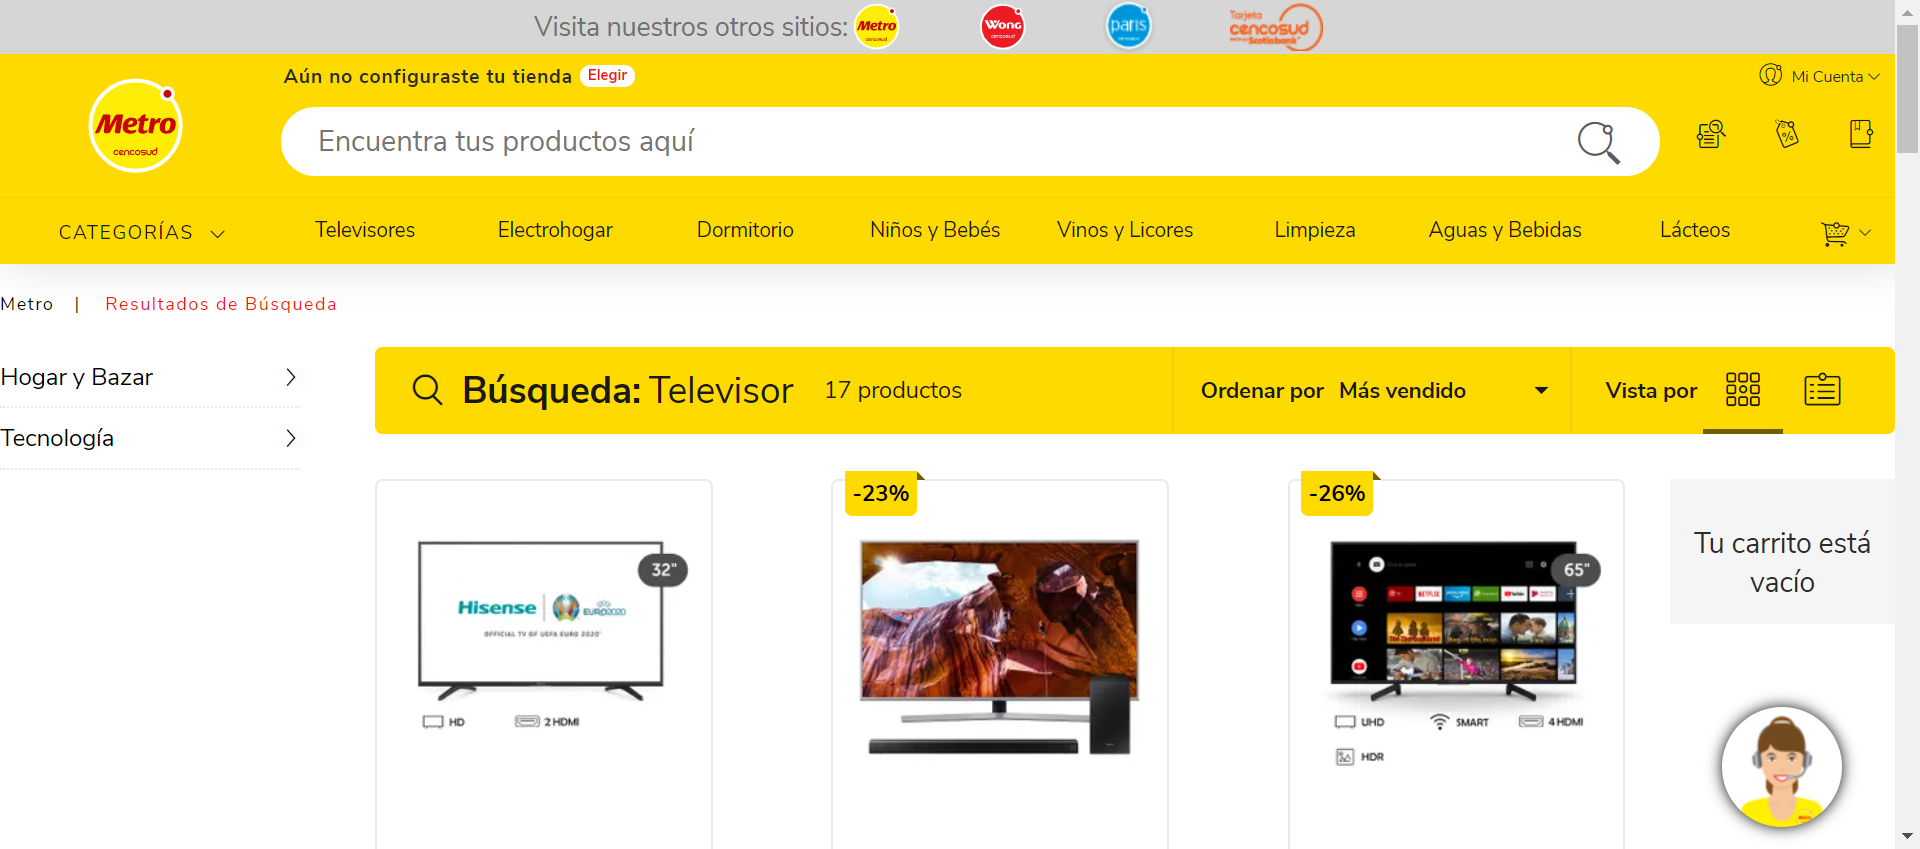 Visita nuestros otros sitios:
Metro
cencosud
Wong
cencosud
paris
Tarjeta
cencosud
Scotiabank
Aún no configuraste tu tienda Elegir
Mi Cuenta
Metro
cencosud
Encuentra tus productos aquí
CATEGORÍAS
Televisores
Electrohogar
Dormitorio
Niños y Bebés
Vinos y Licores
Limpieza
Aguas y Bebidas
Lácteos
Metro | Resultados de Búsqueda
Hogar y Bazar
Tecnología
Búsqueda: Televisor 17 productos
Ordenar por Más vendido
Vista por
32"
Hisense
EURO2020
OFFICIAL TV OF UEFA EURO 2020
HD
2 HDMI
-23%
-26%
65"
NETFLIX
YouTube
UHD
SMART
4 HDMI
HDR
Tu carrito está
vacío